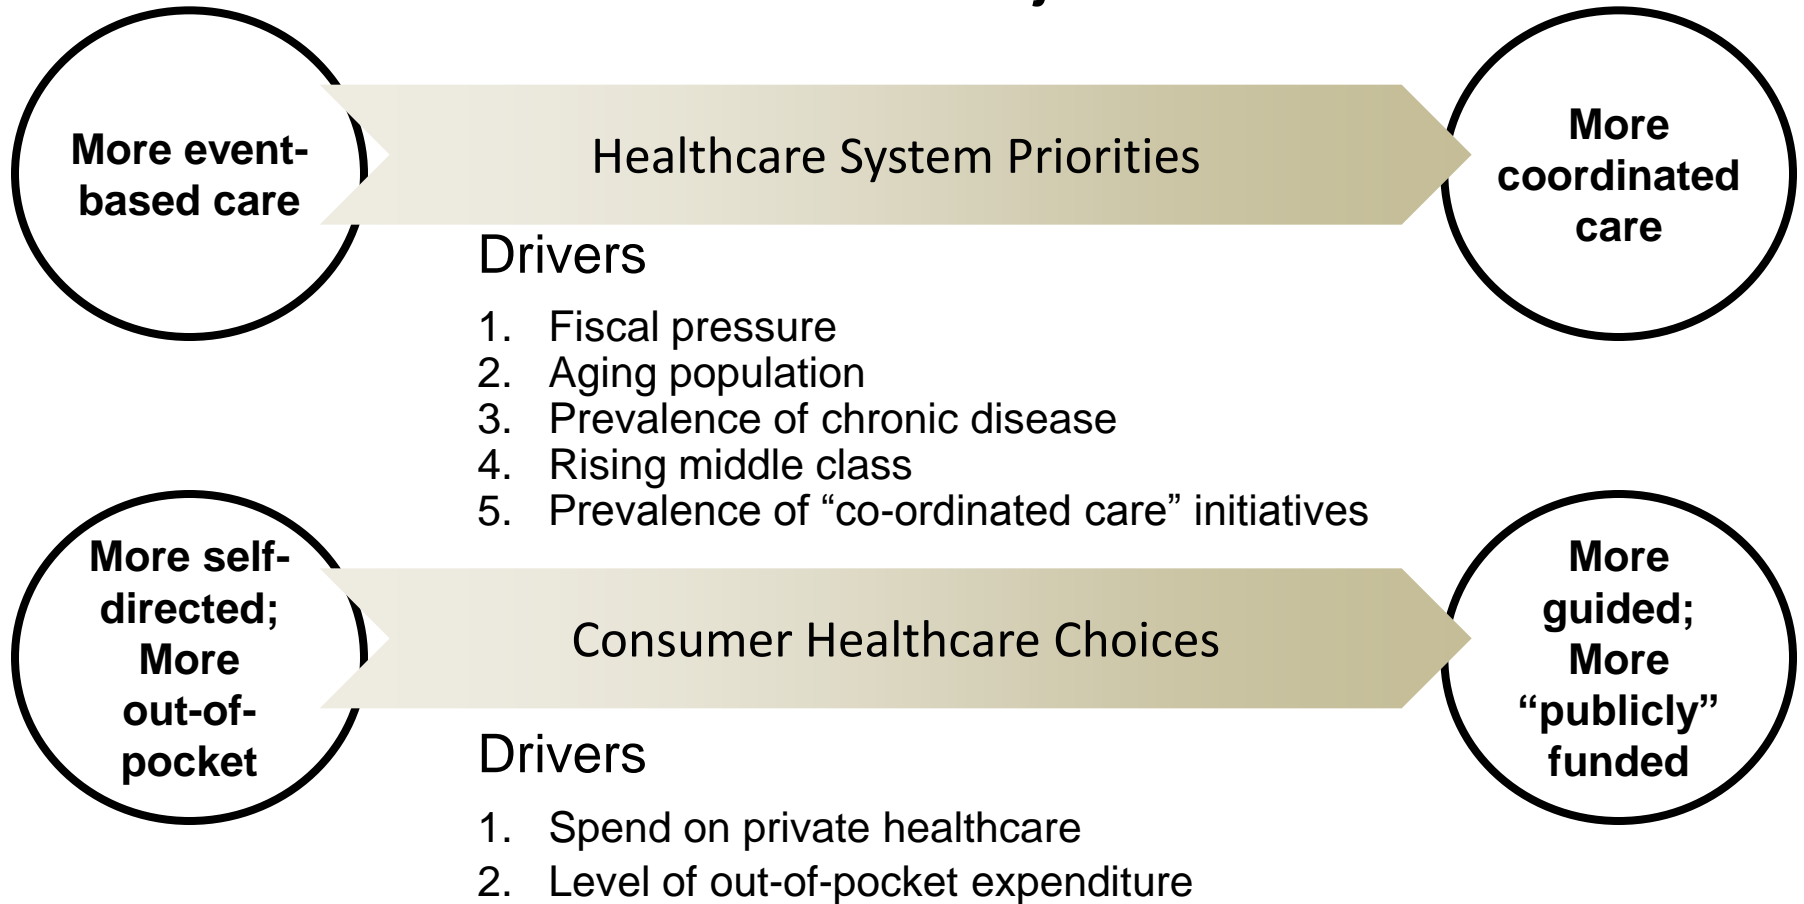 More event-
based care
Healthcare System Priorities
More
coordinated
care
Drivers
1. Fiscal pressure
2. Aging population
3. Prevalence of chronic disease
4. Rising middle class
5. Prevalence of “co-ordinated care” initiatives
More self-
directed;
More
out-of-
pocket
Consumer Healthcare Choices
More
guided;
More
“publicly”
funded
Drivers
1. Spend on private healthcare
2. Level of out-of-pocket expenditure